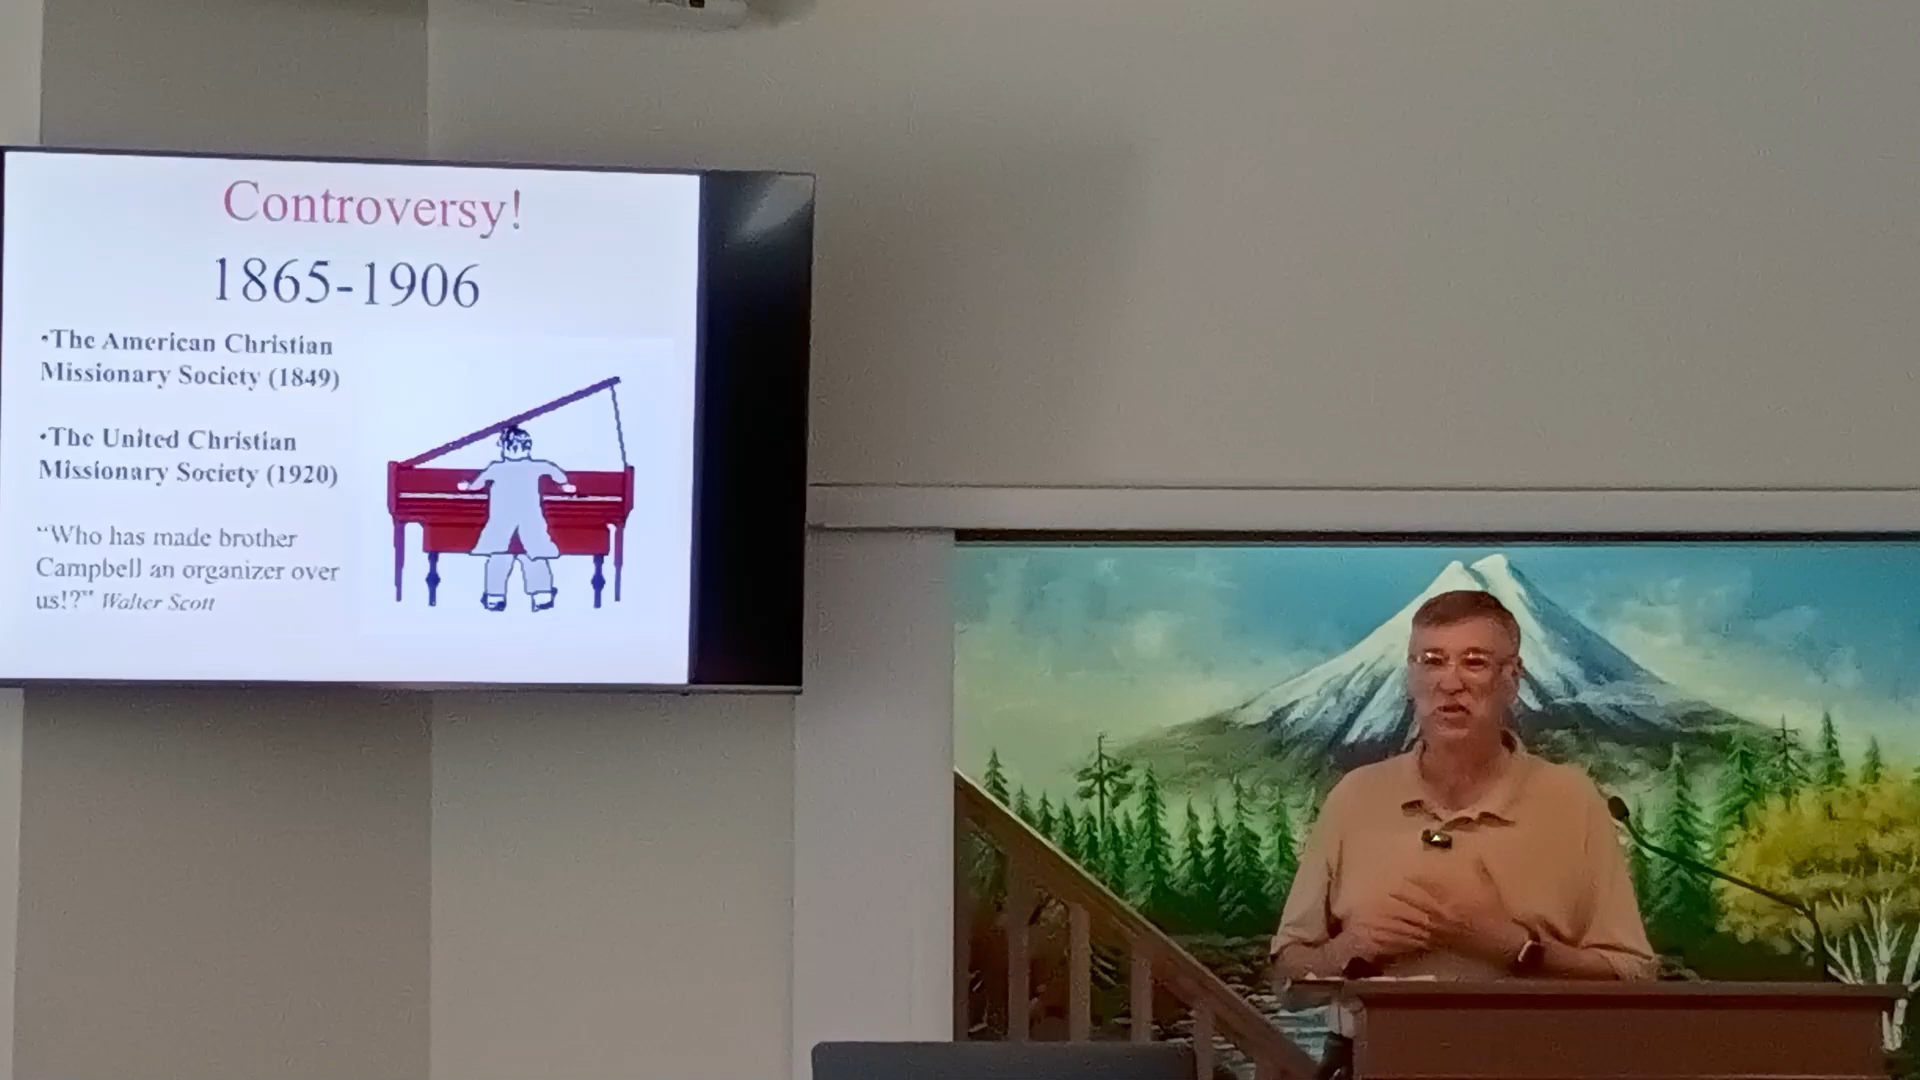 Controversy!
1865-1906
•The American Christian
Missionary Society (1849)
•The United Christian
Missionary Society (1920)
“Who has made brother
Campbell an organizer over
us!?” Walter Scott